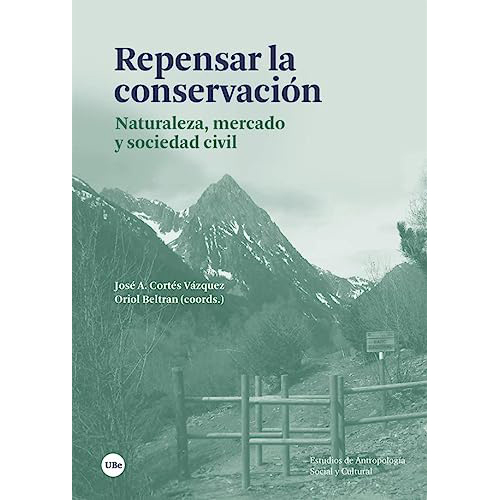 Repensar la
conservación
Naturaleza, mercado
y sociedad civil
José A. Cortés Vázquez
Oriol Beltran (coords.)
UBe
Estudios de Antropología
Social y Cultural